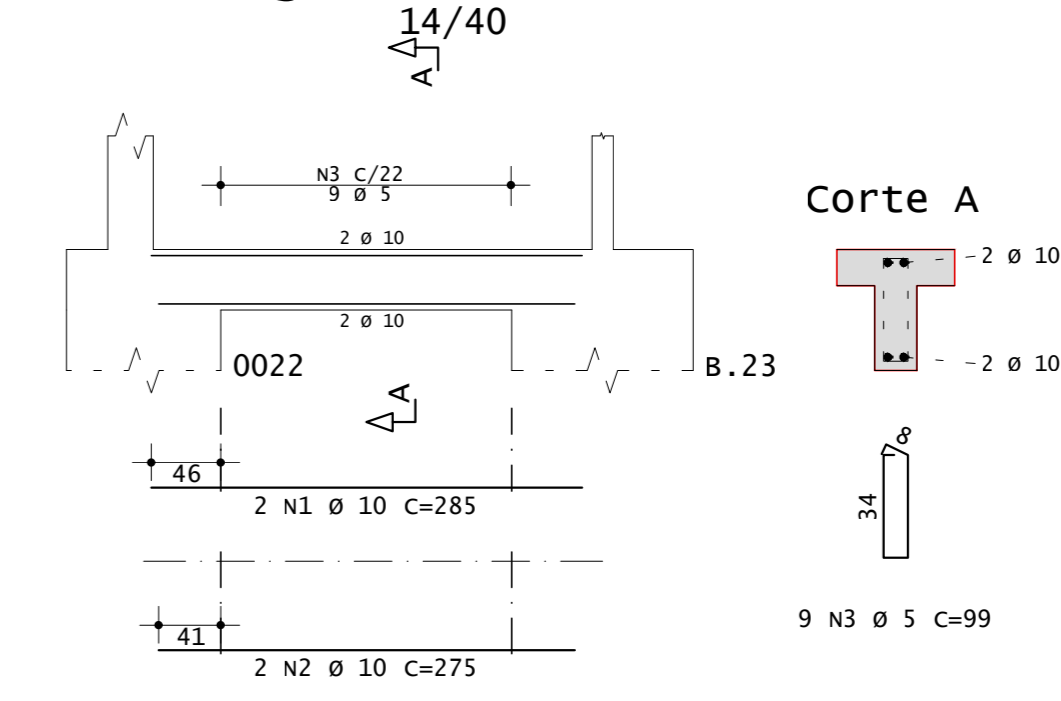 14/40
A
N3 C/22
9 Ø 5
2 Ø 10
2 Ø 10
0022
B.23
A
46
2 N1 Ø 10 C=285
41
2 N2 Ø 10 C=275
Corte A
2 Ø 10
2 Ø 10
8
34
9 N3 Ø 5 C=99